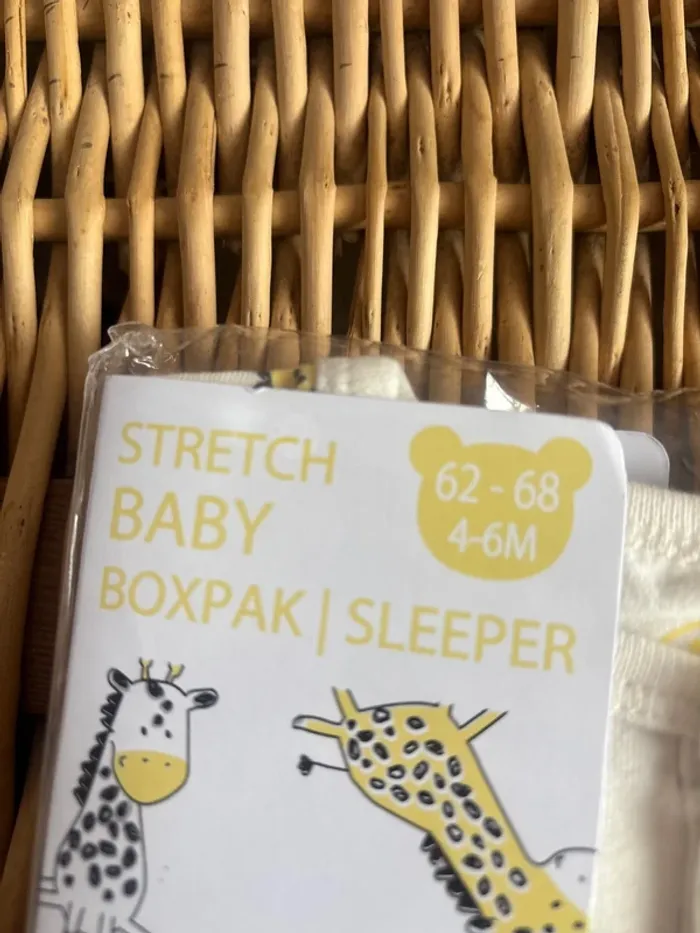 STRETCH
BABY
BOXPAK | SLEEPER
62 - 68
4-6M